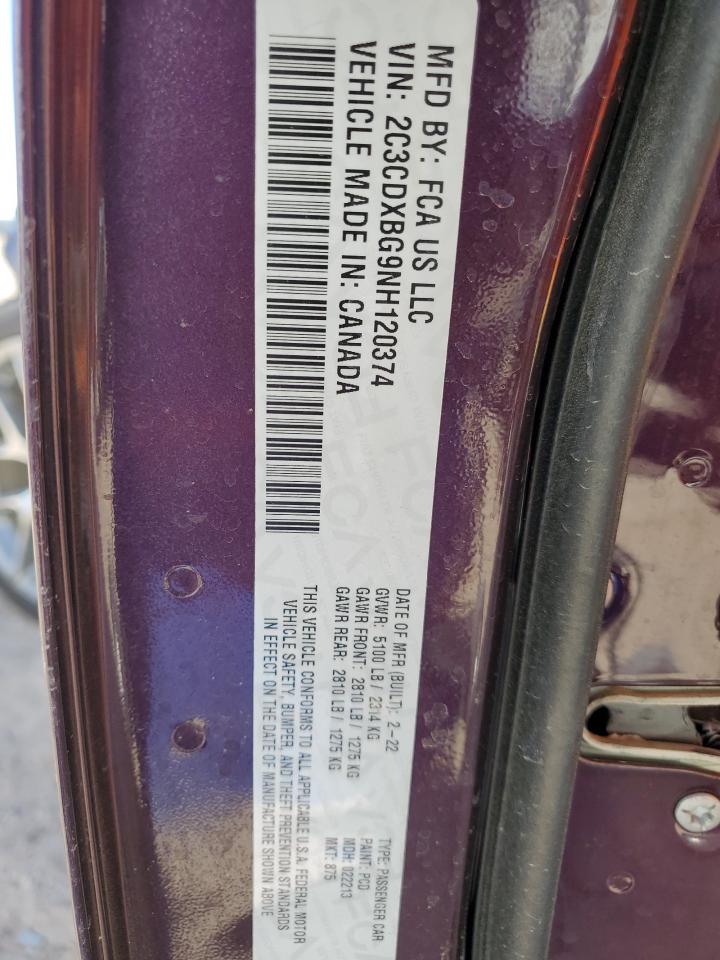 MFD BY: FCA US LLC
VIN: 2C3CDXBG9NH120374
VEHICLE MADE IN: CANADA
DATE OF MFR (BUILT): 2-22
GVWR: 5100 LB / 2314 KG
GAWR FRONT: 2810 LB / 1275 KG
GAWR REAR: 2810 LB / 1275 KG
TYPE: PASSENGER CAR
PAINT: PCD
MDH: 022213
MKT: 875
THIS VEHICLE CONFORMS TO ALL APPLICABLE U.S.A. FEDERAL MOTOR
VEHICLE SAFETY, BUMPER, AND THEFT PREVENTION STANDARDS
IN EFFECT ON THE DATE OF MANUFACTURE SHOWN ABOVE